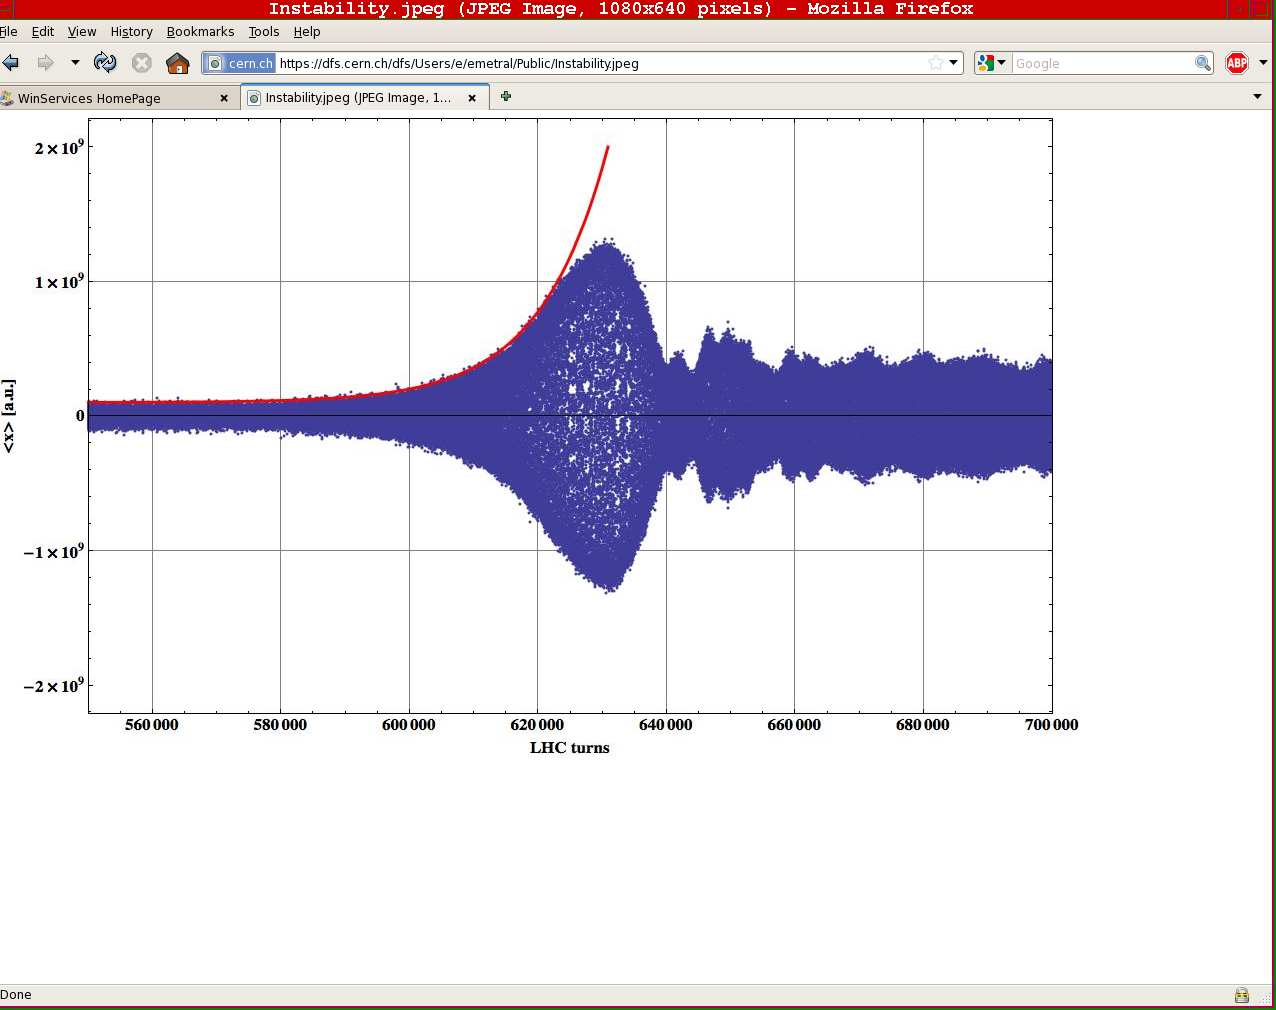 Instability.jpeg (JPEG Image, 1080x640 pixels) - Mozilla Firefox
File Edit View History Bookmarks Tools Help
cern.ch https://dfs.cern.ch/dfs/Users/e/emetral/Public/Instability.jpeg Google ABP
WinServices HomePage Instability.jpeg (JPEG Image, 1...
2×10⁹
1×10⁹
0
<x> [a.u.]
−1×10⁹
−2×10⁹
560 000 580 000 600 000 620 000 640 000 660 000 680 000 700 000
LHC turns
Done